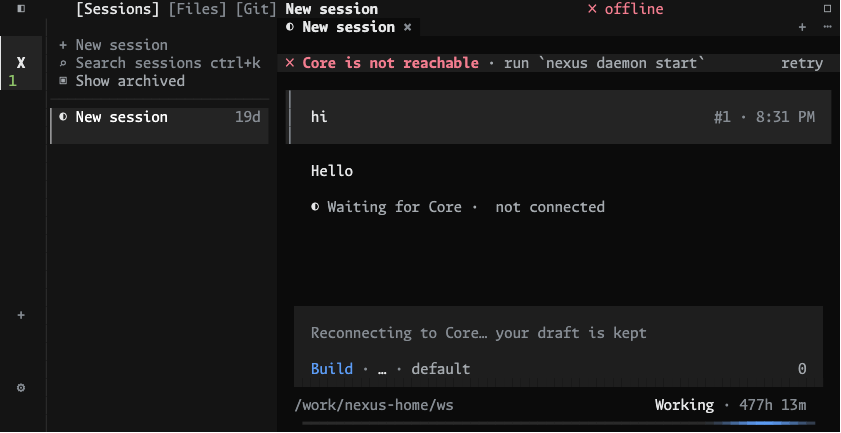 [Sessions] [Files] [Git] New session × offline
New session ×
+ New session
X Search sessions ctrl+k
× Core is not reachable · run `nexus daemon start` retry
1 Show archived
New session 19d
hi #1 · 8:31 PM
Hello
Waiting for Core · not connected
Reconnecting to Core… your draft is kept
Build · … · default 0
/work/nexus-home/ws Working · 477h 13m